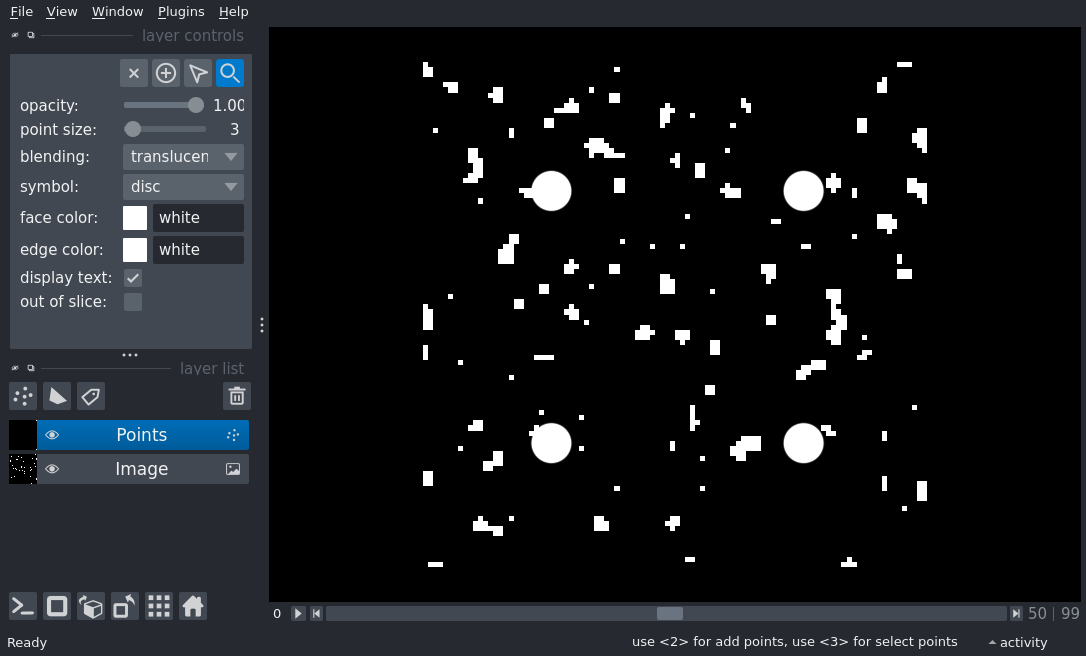 File View Window Plugins Help
layer controls
opacity: 1.00
point size: 3
blending: translucen
symbol: disc
face color: white
edge color: white
display text:
out of slice:
layer list
Points
Image
0 50 | 99
Ready use <2> for add points, use <3> for select points activity